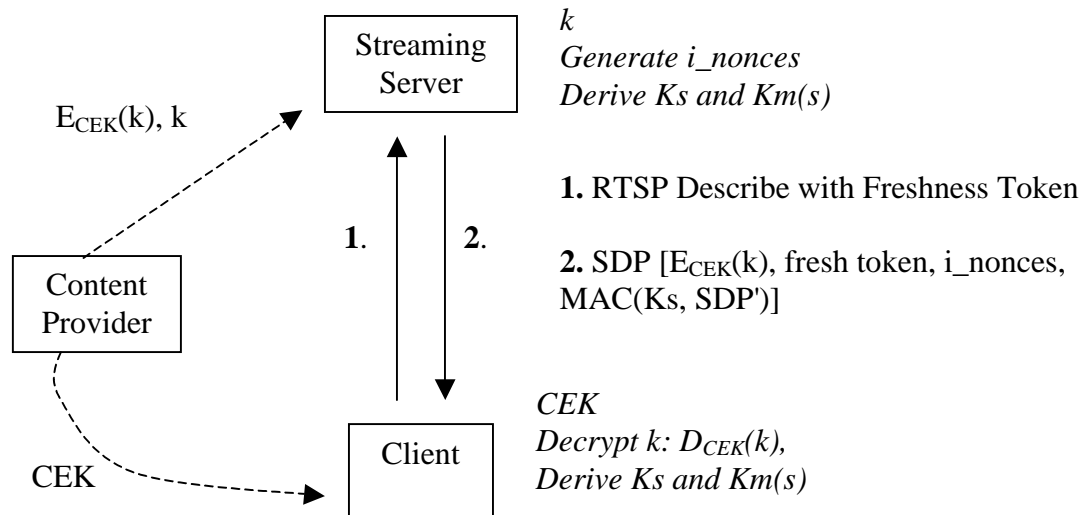 Streaming
Server
k
Generate i_nonces
Derive Ks and Km(s)
E_CEK(k), k
1. RTSP Describe with Freshness Token
1.
2.
2. SDP [E_CEK(k), fresh token, i_nonces,
MAC(Ks, SDP')]
Content
Provider
CEK
Decrypt k: D_CEK(k),
Derive Ks and Km(s)
Client
CEK